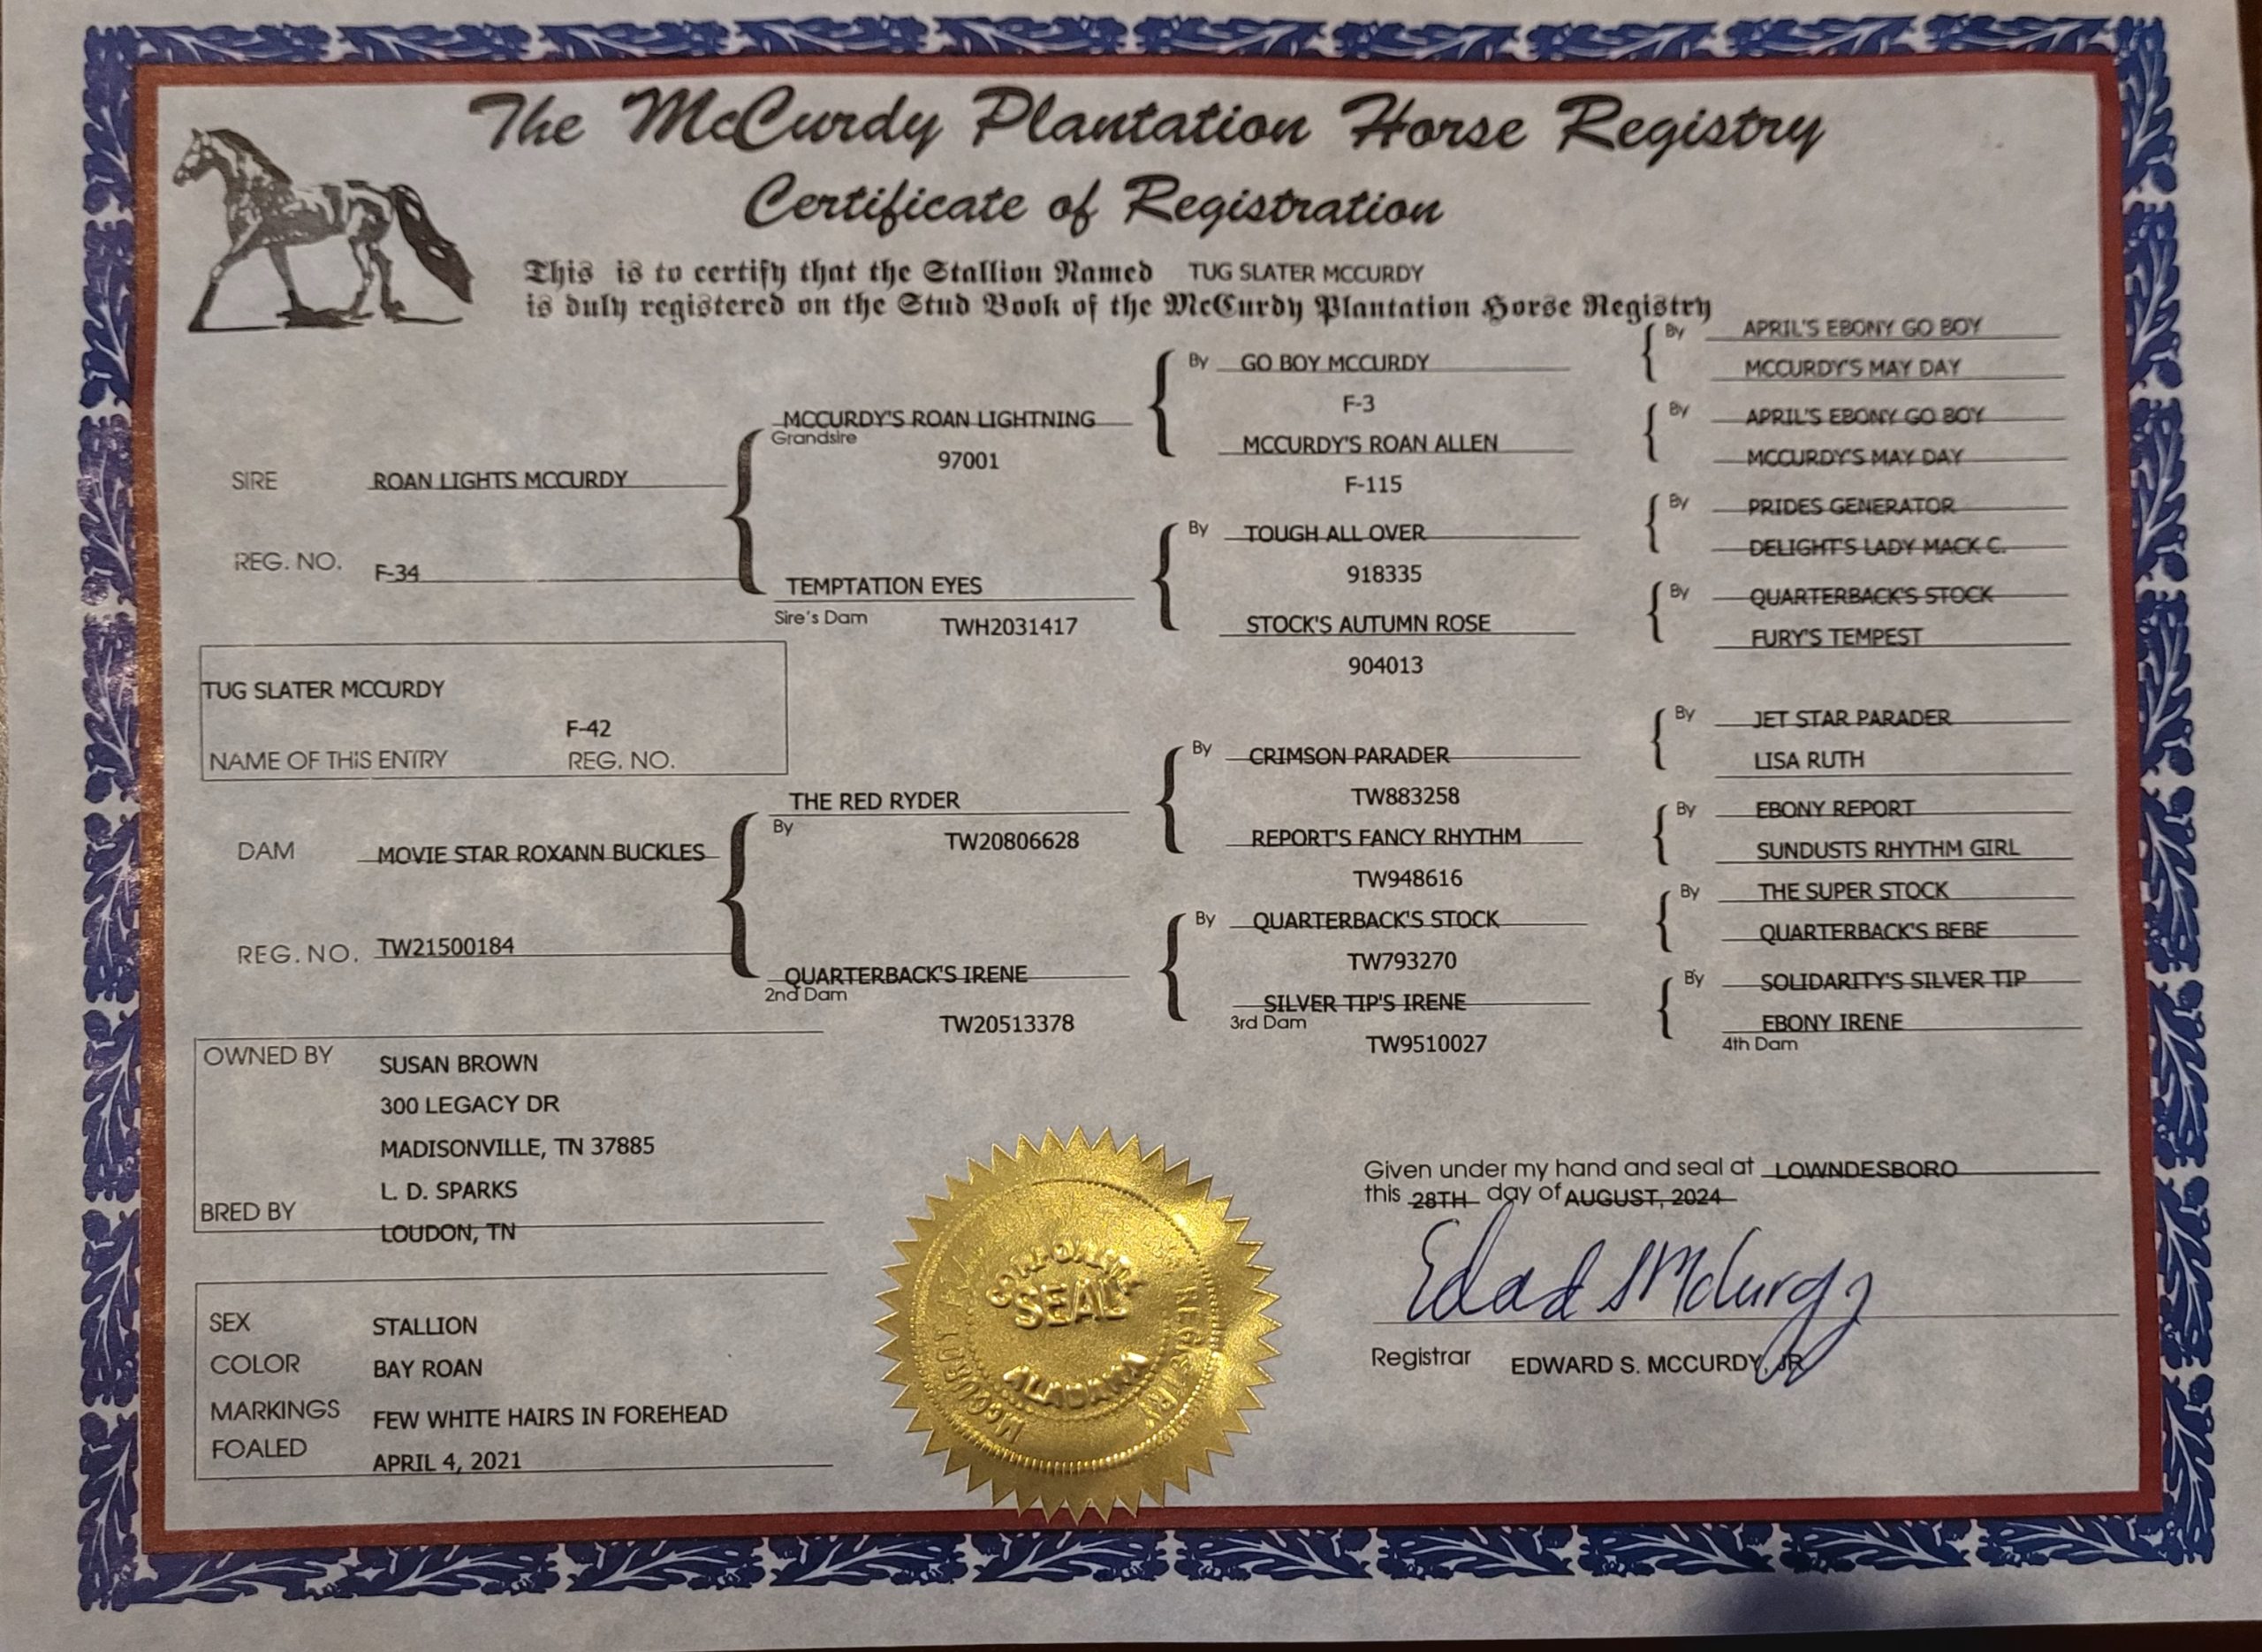 The McCurdy Plantation Horse Registry
Certificate of Registration
This is to certify that the Stallion Named TUG SLATER MCCURDY
is duly registered on the Stud Book of the McCurdy Plantation Horse Registry
SIRE ROAN LIGHTS MCCURDY
REG. NO. F-34
MCCURDY'S ROAN LIGHTNING
Grandsire
97001
TEMPTATION EYES
Sire's Dam TWH2031417
By GO BOY MCCURDY
F-3
MCCURDY'S ROAN ALLEN
F-115
By TOUGH ALL OVER
918335
STOCK'S AUTUMN ROSE
904013
By APRIL'S EBONY GO BOY
MCCURDY'S MAY DAY
By APRIL'S EBONY GO BOY
MCCURDY'S MAY DAY
By PRIDES GENERATOR
DELIGHT'S LADY MACK C.
By QUARTERBACK'S STOCK
FURY'S TEMPEST
TUG SLATER MCCURDY
F-42
NAME OF THIS ENTRY REG. NO.
DAM MOVIE STAR ROXANN BUCKLES
REG. NO. TW21500184
THE RED RYDER
By
TW20806628
QUARTERBACK'S IRENE
2nd Dam
TW20513378
By CRIMSON PARADER
TW883258
REPORT'S FANCY RHYTHM
TW948616
By QUARTERBACK'S STOCK
TW793270
SILVER TIP'S IRENE
3rd Dam
TW9510027
By JET STAR PARADER
LISA RUTH
By EBONY REPORT
SUNDUSTS RHYTHM GIRL
By THE SUPER STOCK
QUARTERBACK'S BEBE
By SOLIDARITY'S SILVER TIP
EBONY IRENE
4th Dam
OWNED BY SUSAN BROWN
300 LEGACY DR
MADISONVILLE, TN 37885
L. D. SPARKS
BRED BY
LOUDON, TN
SEX STALLION
COLOR BAY ROAN
MARKINGS FEW WHITE HAIRS IN FOREHEAD
FOALED APRIL 4, 2021
CORPORATE
SEAL
ALABAMA
REGISTRY
Given under my hand and seal at LOWNDESBORO
this 28TH day of AUGUST, 2024
Registrar EDWARD S. MCCURDY, JR